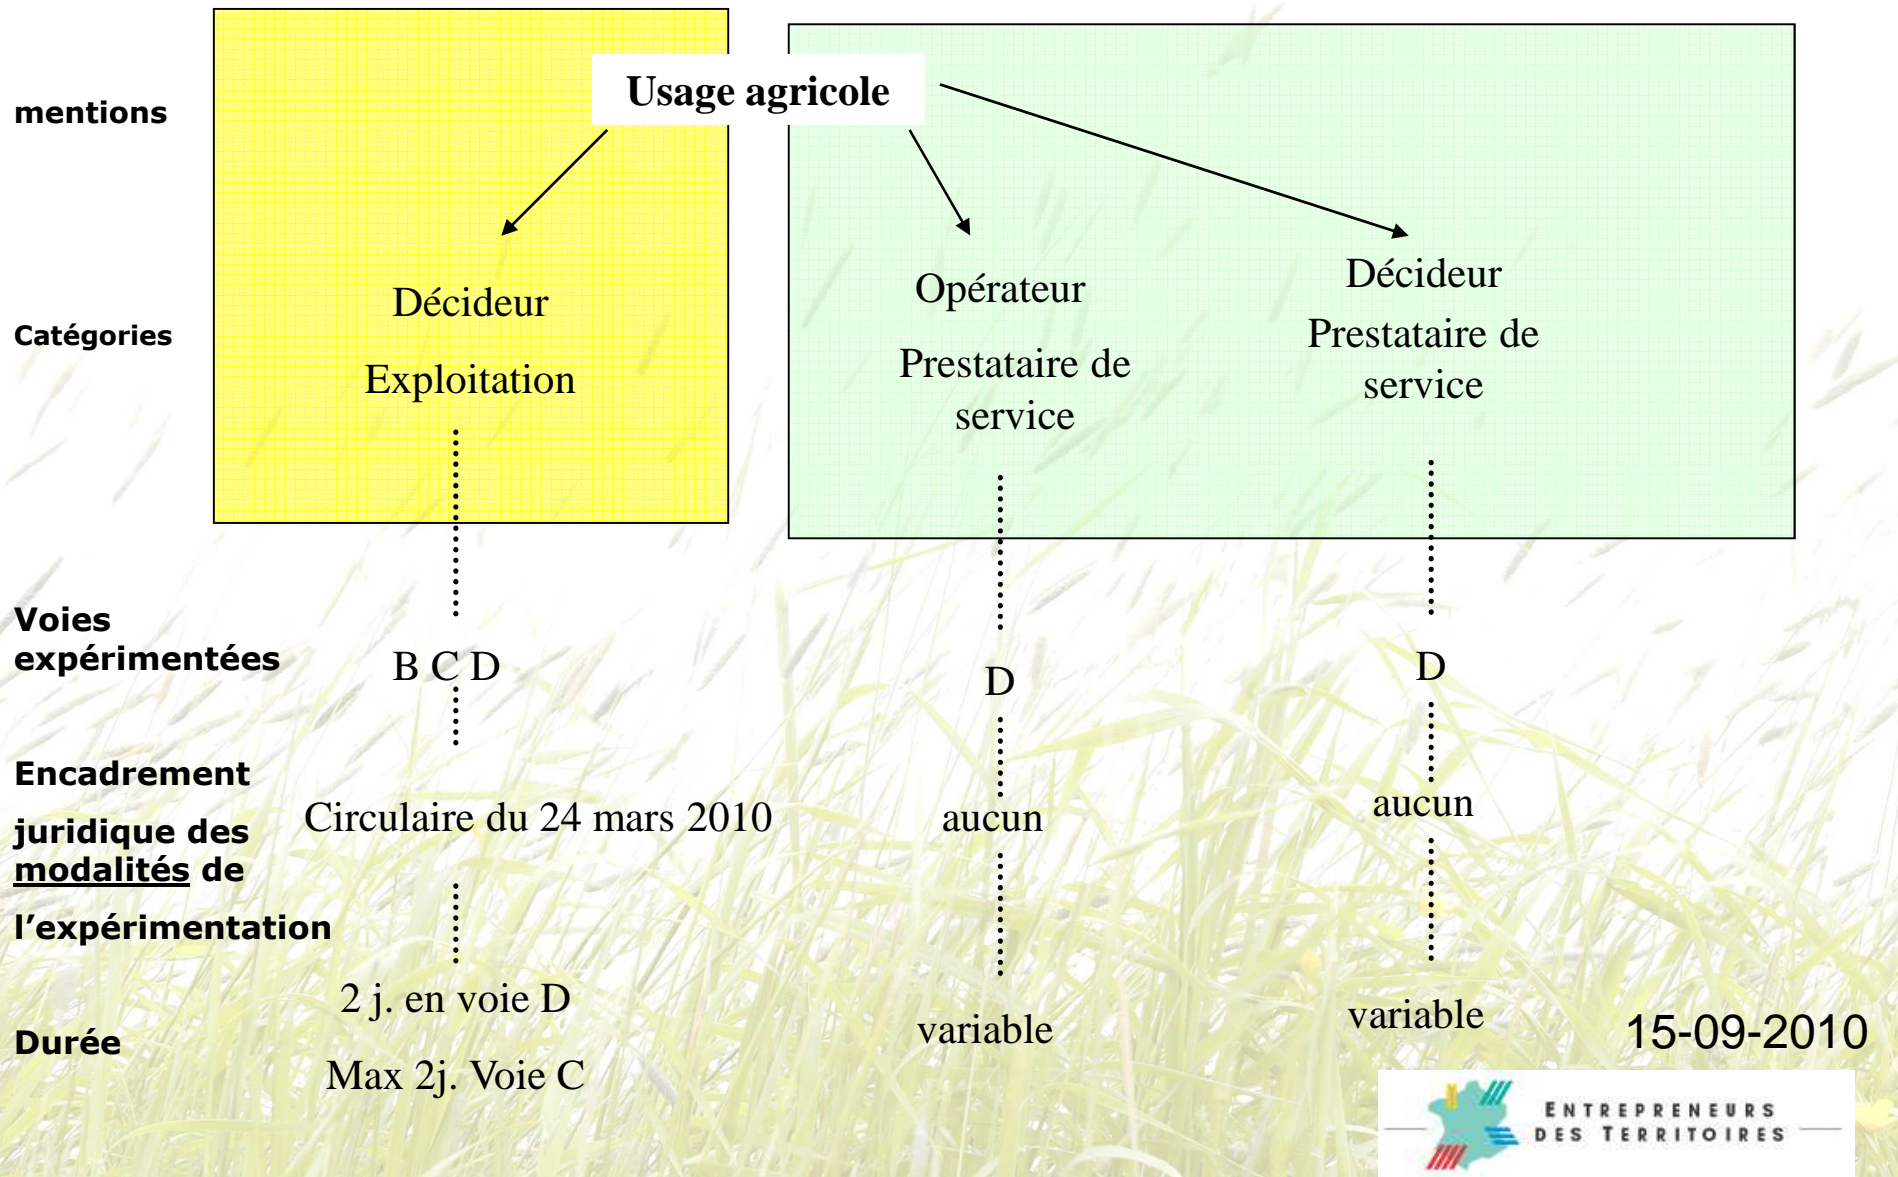 mentions
Usage agricole
Catégories
Décideur
Exploitation
Opérateur
Prestataire de
service
Décideur
Prestataire de
service
Voies
expérimentées
B C D
D
D
Encadrement
juridique des
modalités de
l'expérimentation
Circulaire du 24 mars 2010
aucun
aucun
Durée
2 j. en voie D
Max 2j. Voie C
variable
variable
15-09-2010
ENTREPRENEURS
DES TERRITOIRES